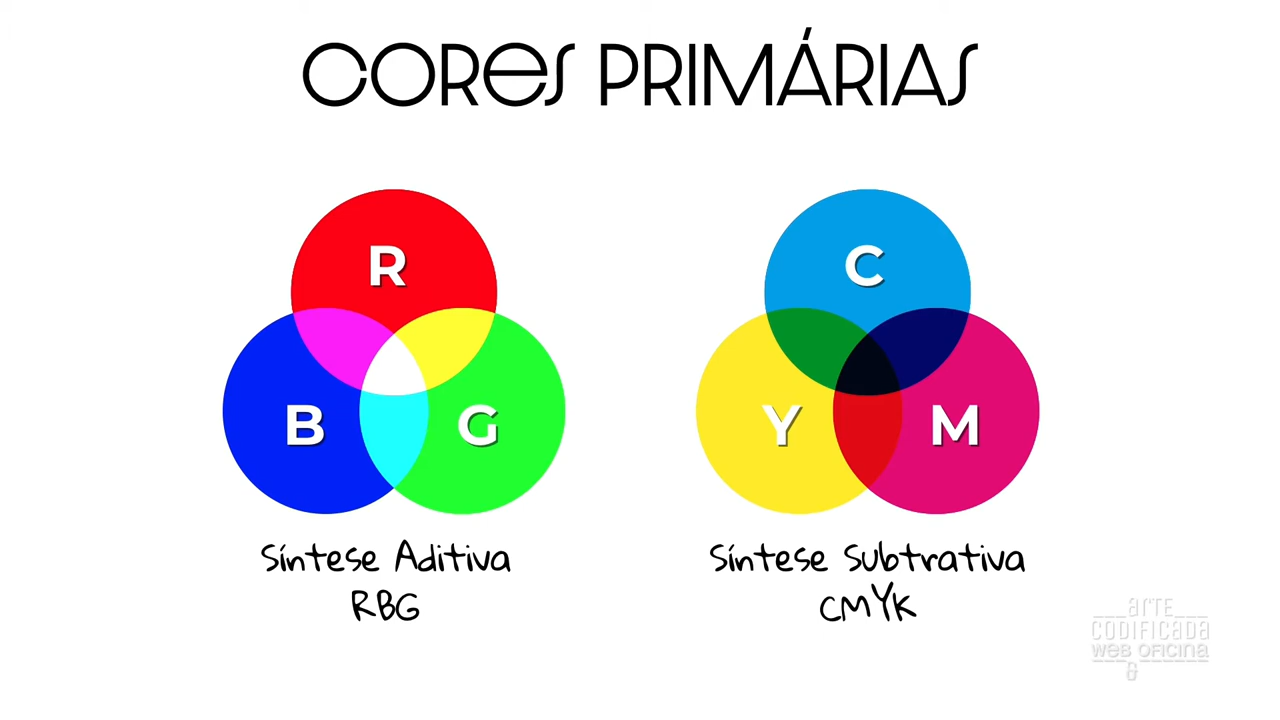 CORES PRIMÁRIAS
R
B
G
Síntese Aditiva
RBG
C
Y
M
Síntese Subtrativa
CMYK
arte
codificada
web oficina
&